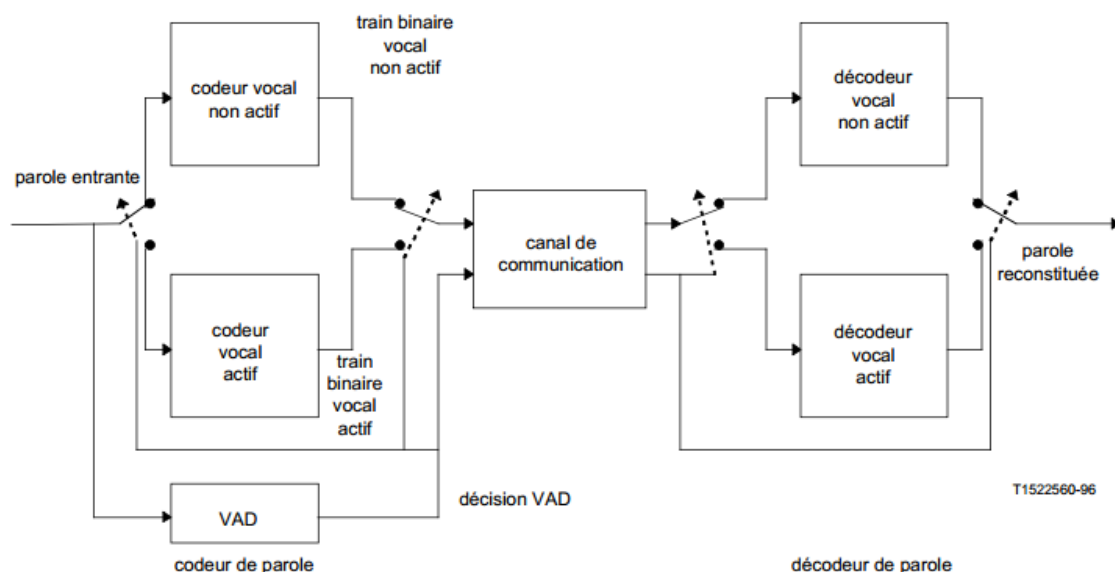 train binaire
vocal
non actif
codeur vocal
non actif
décodeur
vocal
non actif
parole entrante
canal de
communication
parole
reconstituée
codeur
vocal
actif
train
binaire
vocal
actif
décodeur
vocal
actif
T1522560-96
VAD
décision VAD
codeur de parole
décodeur de parole